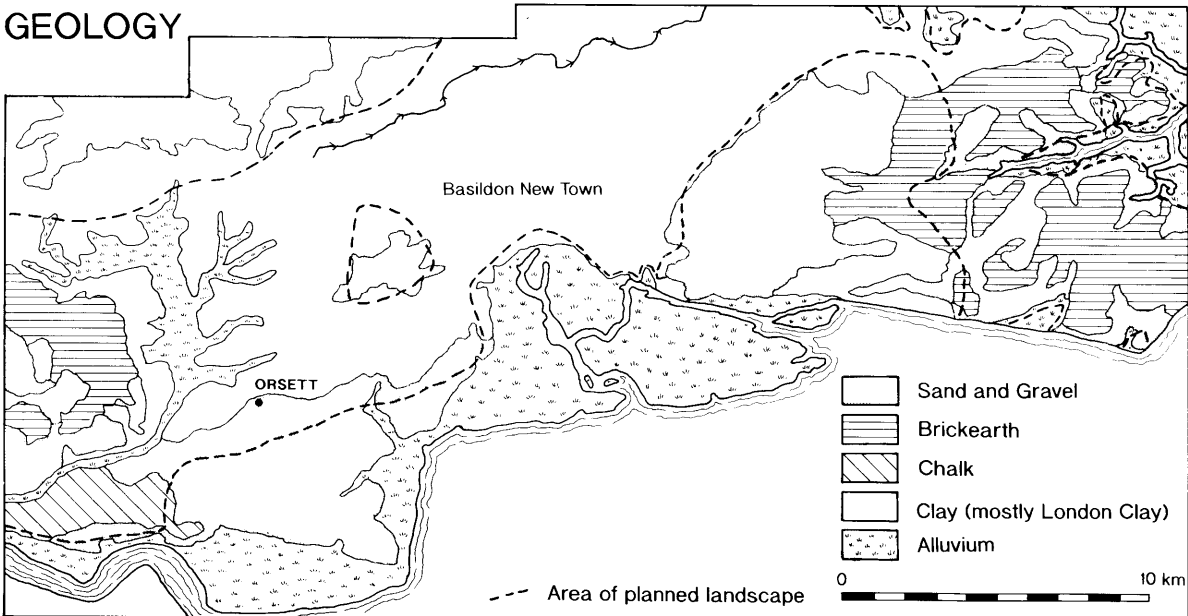 GEOLOGY
Basildon New Town
ORSETT
Sand and Gravel
Brickearth
Chalk
Clay (mostly London Clay)
Alluvium
0 10 km
Area of planned landscape